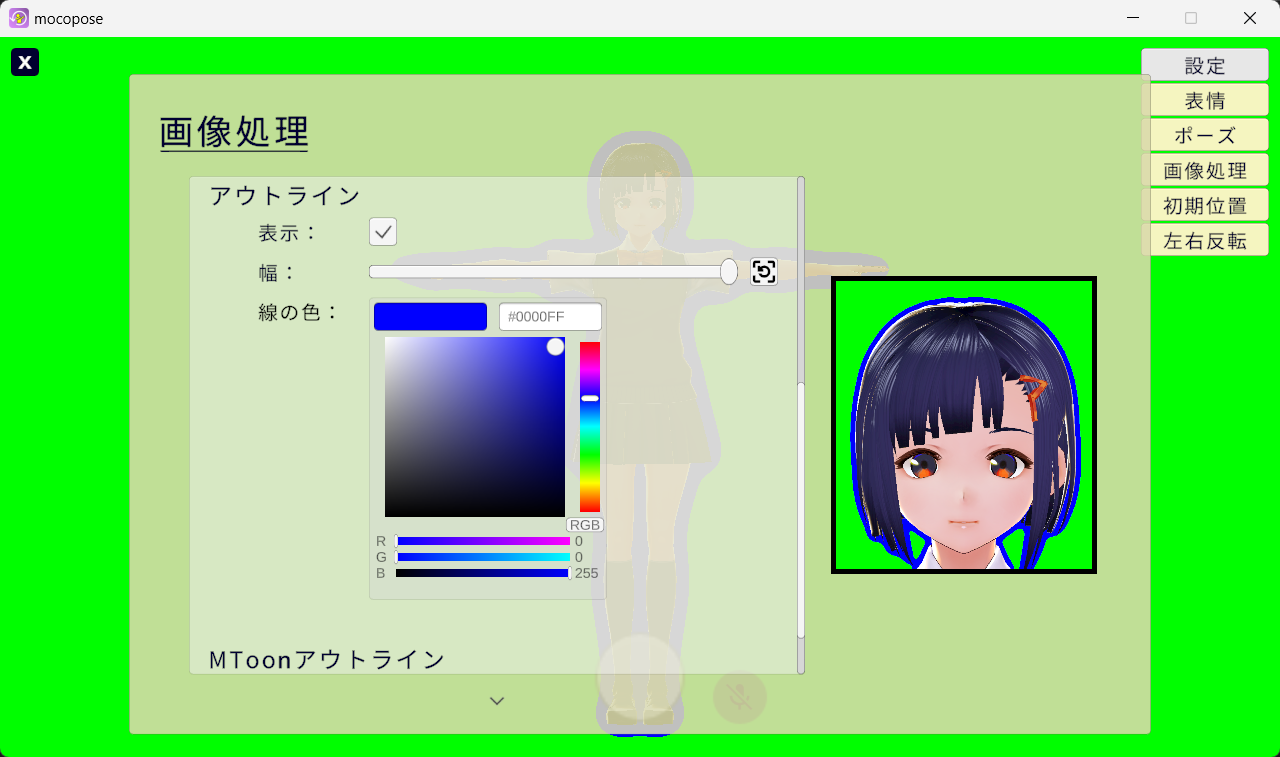 mocopose
X
設定
表情
ポーズ
画像処理
初期位置
左右反転
画像処理
アウトライン
表示：
幅：
線の色：
#0000FF
RGB
R 0
G 0
B 255
MToonアウトライン